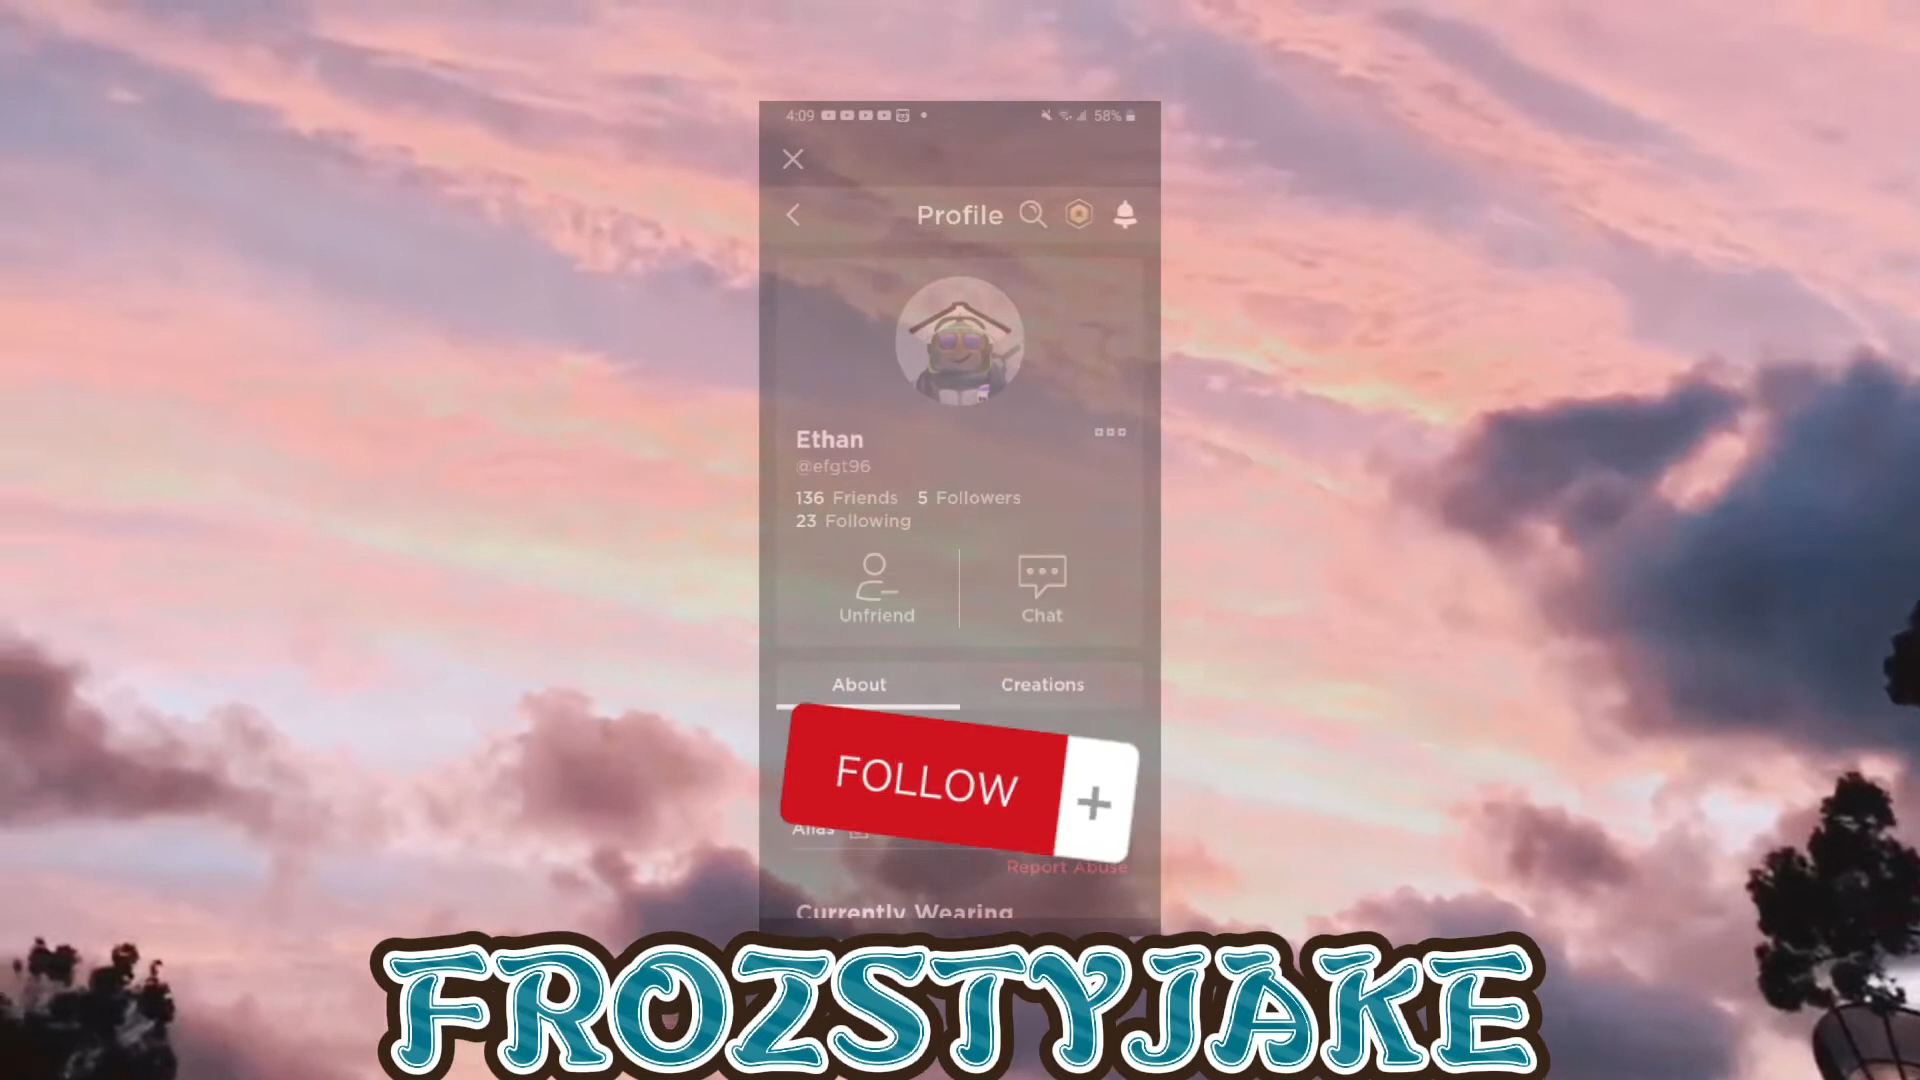 4:09 58%
Profile
Ethan
@efgt96
136 Friends 5 Followers
23 Following
Unfriend Chat
About Creations
FOLLOW +
Alias
Report Abuse
Currently Wearing
FROZSTYJAKE